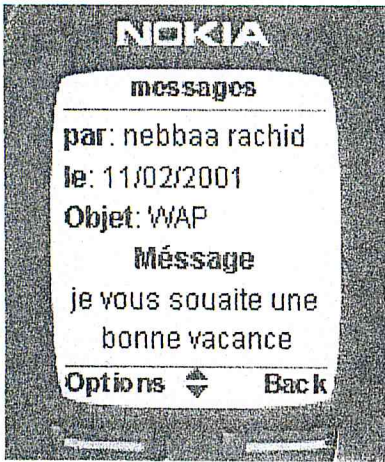 NOKIA
messages
par: nebbaa rachid
le: 11/02/2001
Objet: WAP
Méssage
je vous souaite une
bonne vacance
Options Back